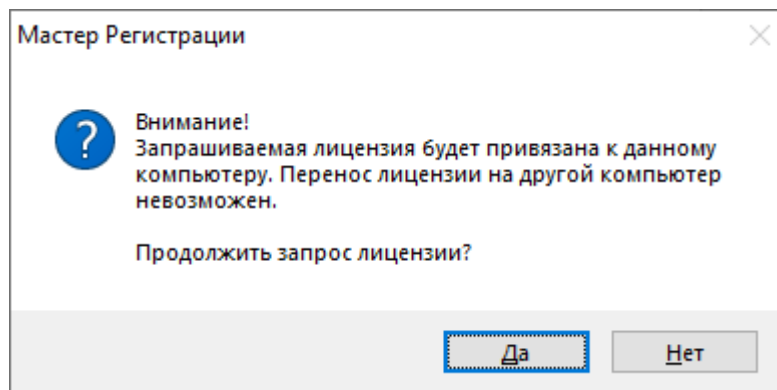 Мастер Регистрации
Внимание!
Запрашиваемая лицензия будет привязана к данному
компьютеру. Перенос лицензии на другой компьютер
невозможен.
Продолжить запрос лицензии?
Да
Нет